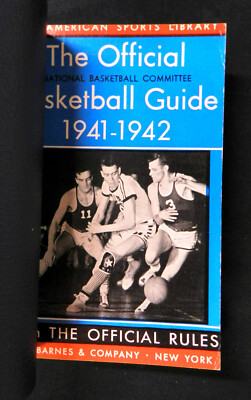 AMERICAN SPORTS LIBRARY
The Official
NATIONAL BASKETBALL COMMITTEE
sketball Guide
1941-1942
11
3
THE OFFICIAL RULES
BARNES & COMPANY · NEW YORK